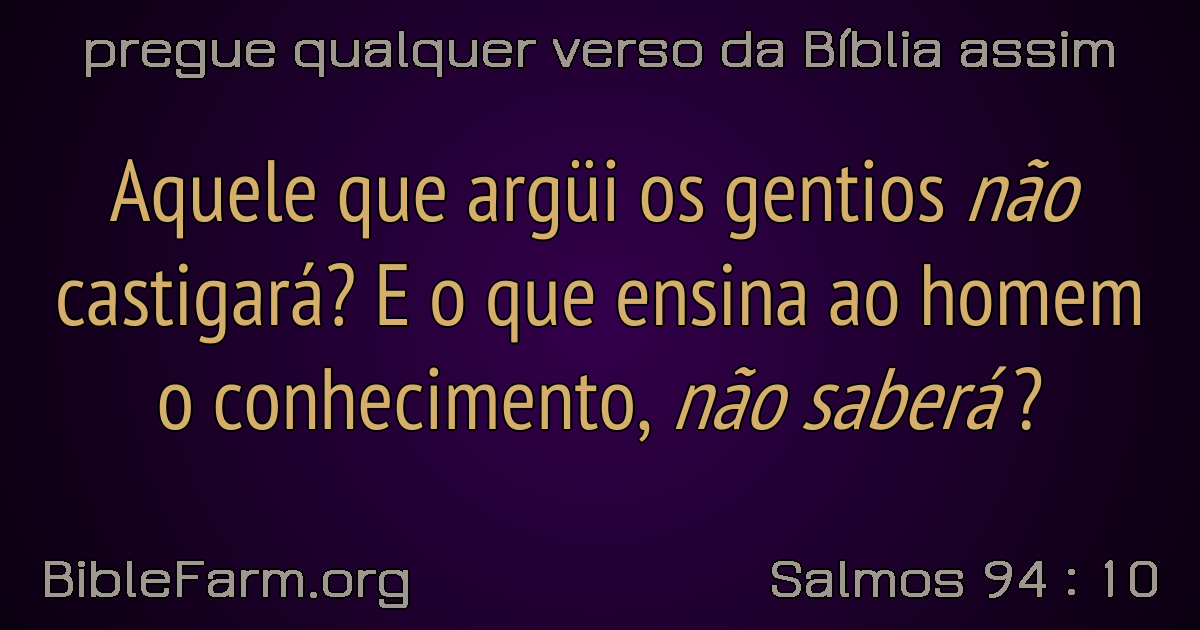 pregue qualquer verso da Bíblia assim
Aquele que argüi os gentios não
castigará? E o que ensina ao homem
o conhecimento, não saberá?
BibleFarm.org
Salmos 94 : 10